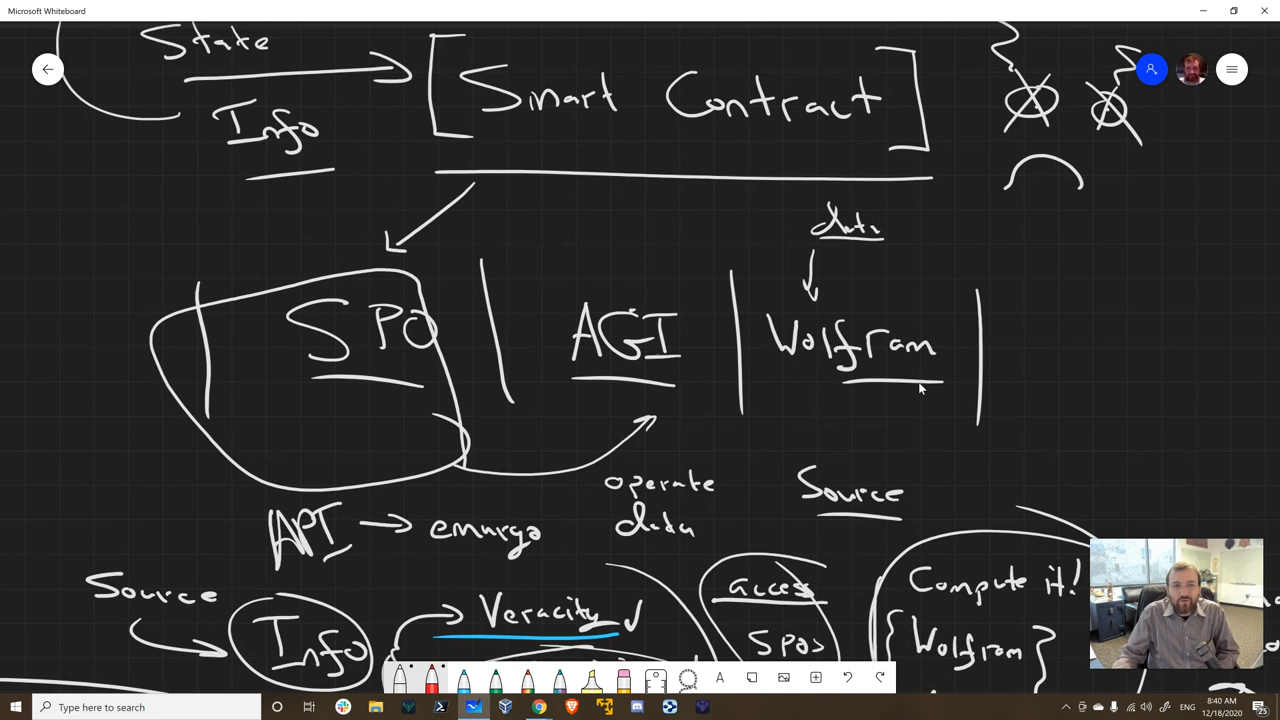 Microsoft Whiteboard
State
Info
[Smart Contract]
data
SPO
AGI
Wolfram
operate
data
Source
API → emurgo
Source
Info
Veracity ✓
access
SPOs
Compute it!
{Wolfram}
A
Type here to search
ENG
8:40 AM
12/18/2020
25